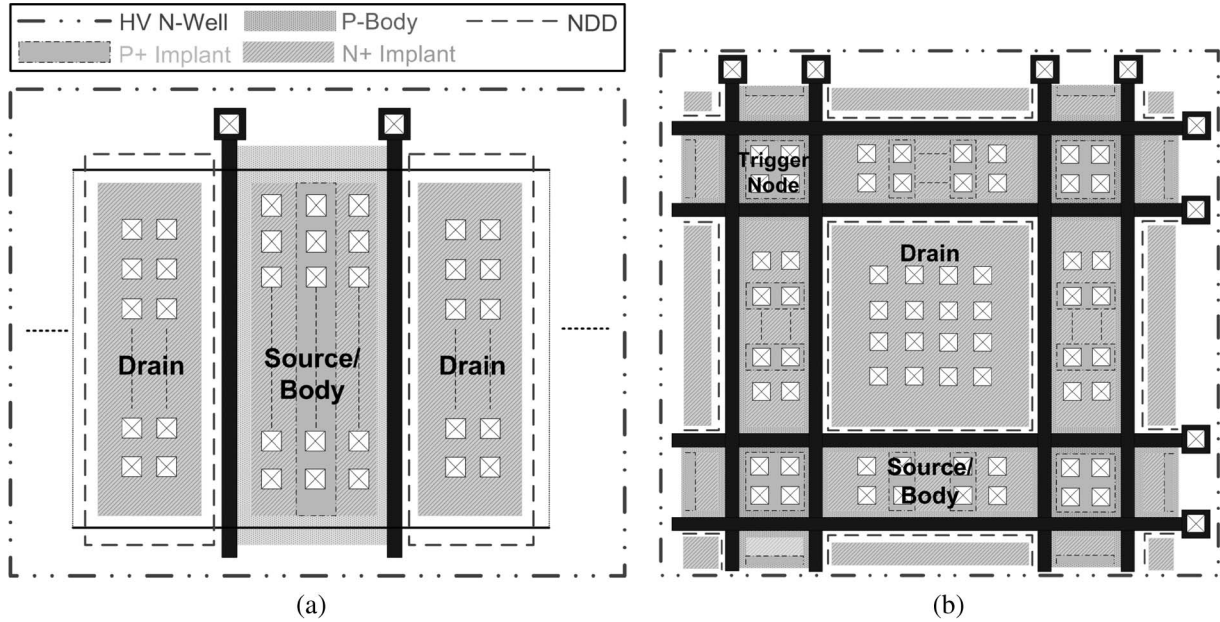 HV N-Well P-Body NDD
P+ Implant N+ Implant
Drain
Source/
Body
Drain
(a)
Trigger
Node
Drain
Source/
Body
(b)